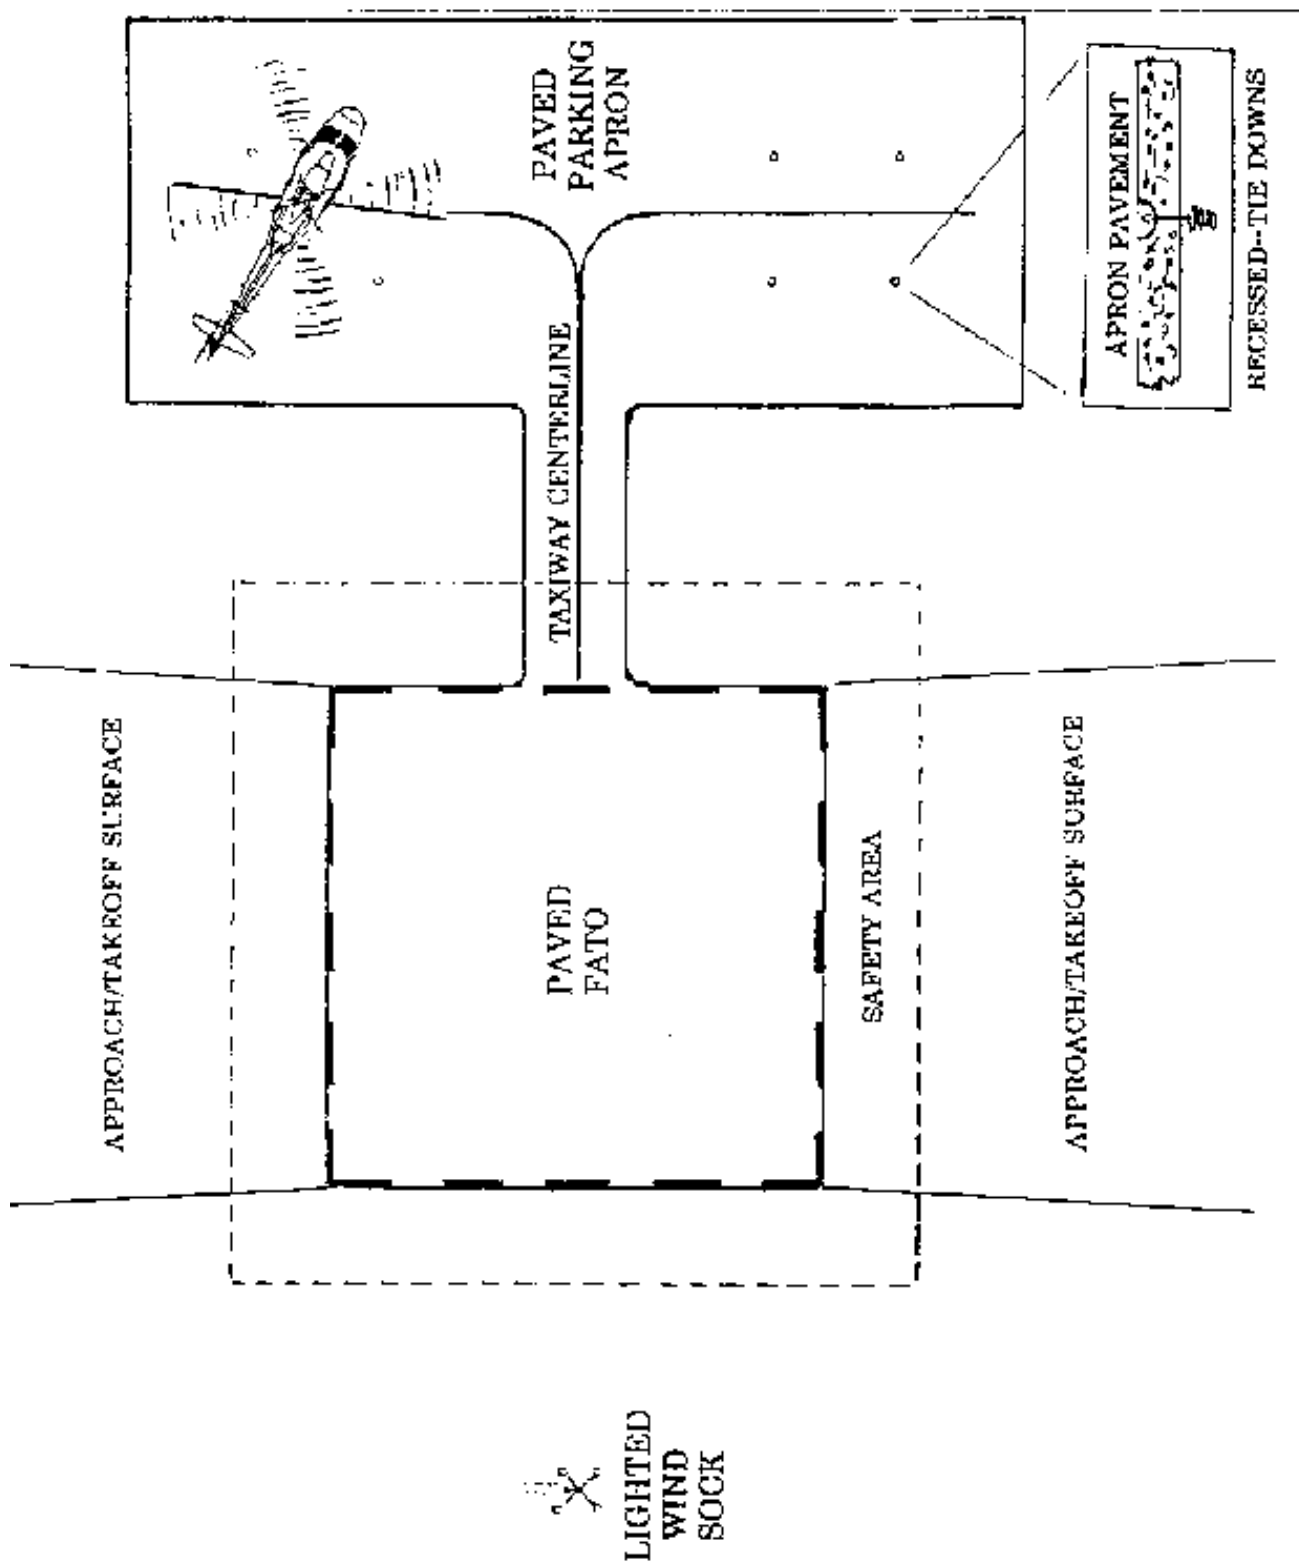 APPROACH/TAKEOFF SURFACE
LIGHTED
WIND
SOCK
PAVED
FATO
TAXIWAY CENTERLINE
PAVED
PARKING
APRON
SAFETY AREA
APPROACH/TAKEOFF SURFACE
APRON PAVEMENT
RECESSED--TIE DOWNS